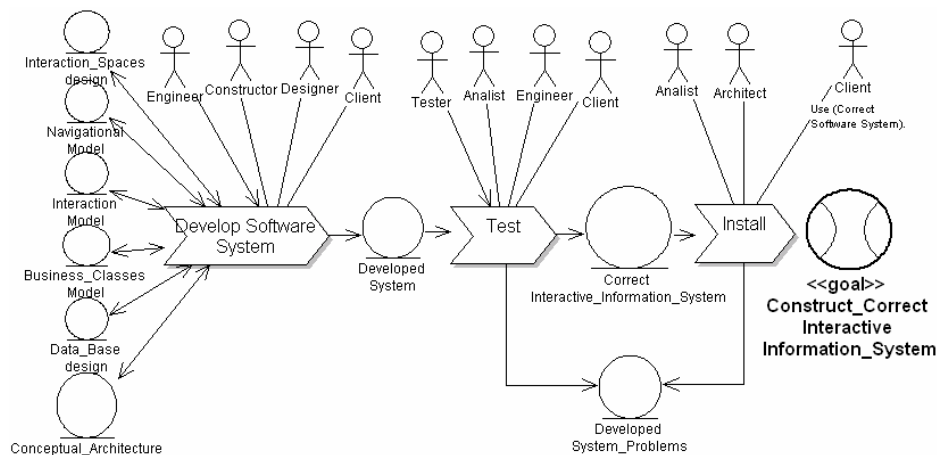 Interaction_Spaces
design
Navigational
Model
Interaction
Model
Business_Classes
Model
Data_Base
design
Conceptual_Architecture
Engineer
Constructor
Designer
Client
Develop Software
System
Developed
System
Tester
Analist
Engineer
Client
Test
Correct
Interactive_Information_System
Analist
Architect
Client
Use (Correct
Software System).
Install
<<goal>>
Construct_Correct
Interactive
Information_System
Developed
System_Problems